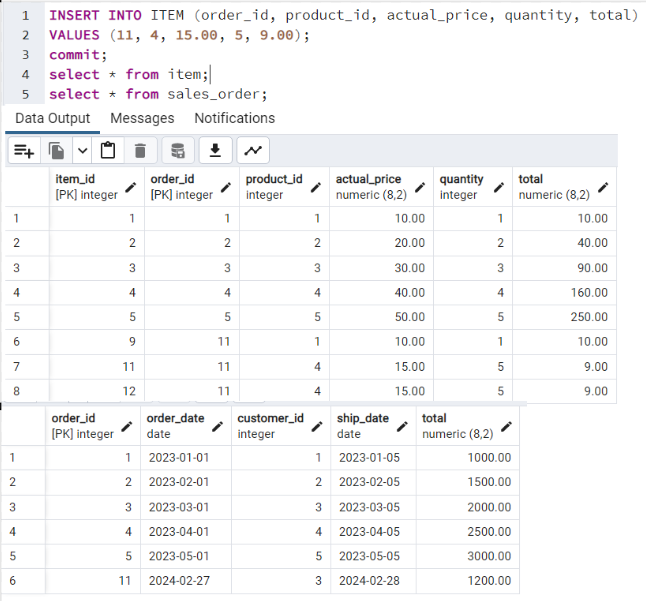 1 INSERT INTO ITEM (order_id, product_id, actual_price, quantity, total)
2 VALUES (11, 4, 15.00, 5, 9.00);
3 commit;
4 select * from item;
5 select * from sales_order;
Data Output Messages Notifications
item_id order_id product_id actual_price quantity total
[PK] integer [PK] integer integer numeric (8,2) integer numeric (8,2)
1 1 1 1 10.00 1 10.00
2 2 2 2 20.00 2 40.00
3 3 3 3 30.00 3 90.00
4 4 4 4 40.00 4 160.00
5 5 5 5 50.00 5 250.00
6 9 11 1 10.00 1 10.00
7 11 11 4 15.00 5 9.00
8 12 11 4 15.00 5 9.00
order_id order_date customer_id ship_date total
[PK] integer date integer date numeric (8,2)
1 1 2023-01-01 1 2023-01-05 1000.00
2 2 2023-02-01 2 2023-02-05 1500.00
3 3 2023-03-01 3 2023-03-05 2000.00
4 4 2023-04-01 4 2023-04-05 2500.00
5 5 2023-05-01 5 2023-05-05 3000.00
6 11 2024-02-27 3 2024-02-28 1200.00